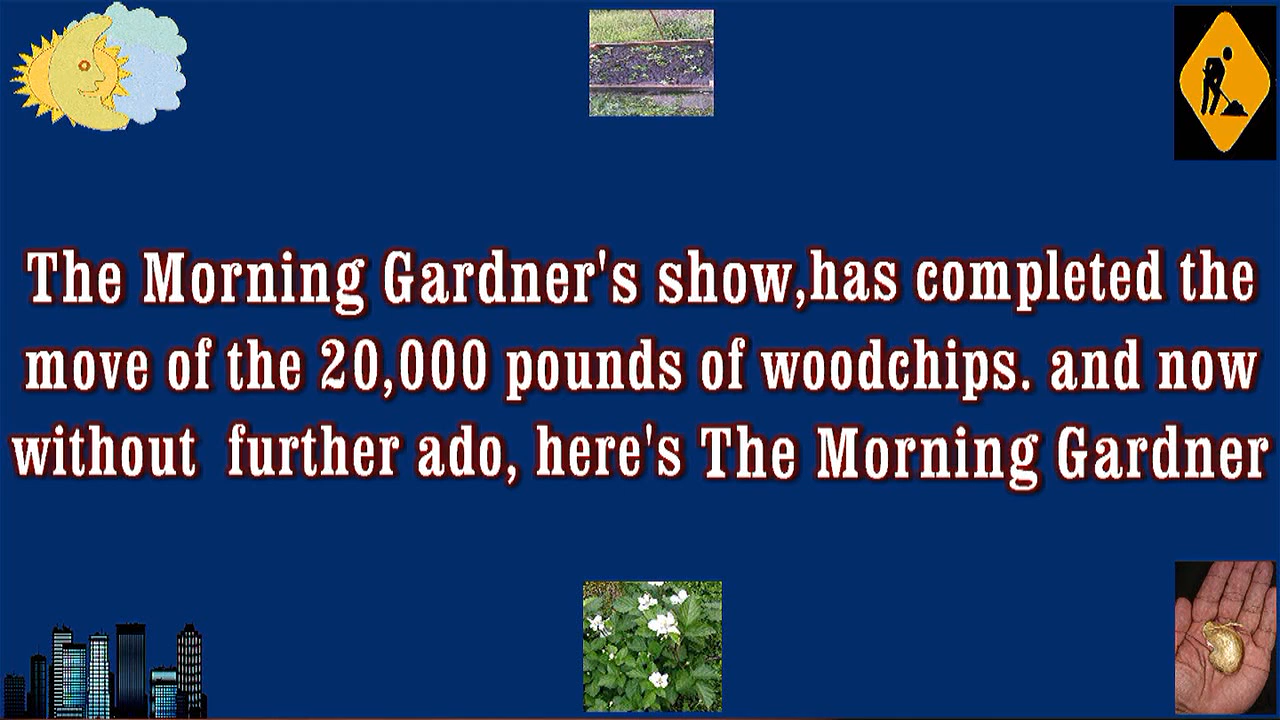 The Morning Gardner's show,has completed the
move of the 20,000 pounds of woodchips. and now
without  further ado, here's The Morning Gardner